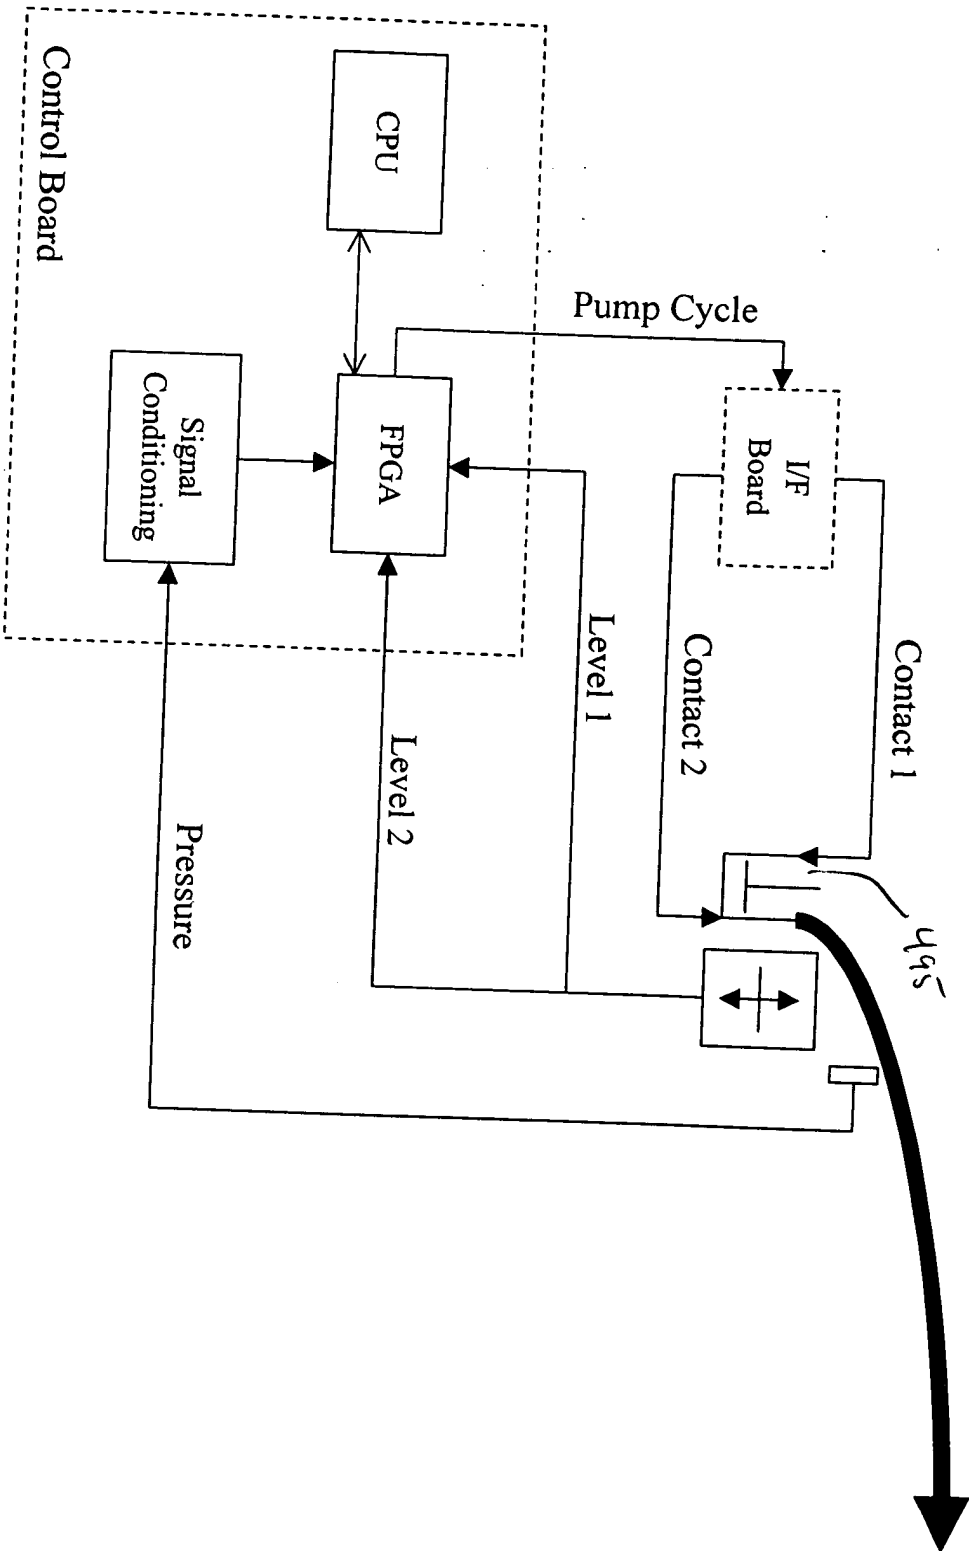 Control Board
CPU
Signal
Conditioning
FPGA
Pump Cycle
I/F
Board
Contact 1
Contact 2
Level 1
Level 2
Pressure
495